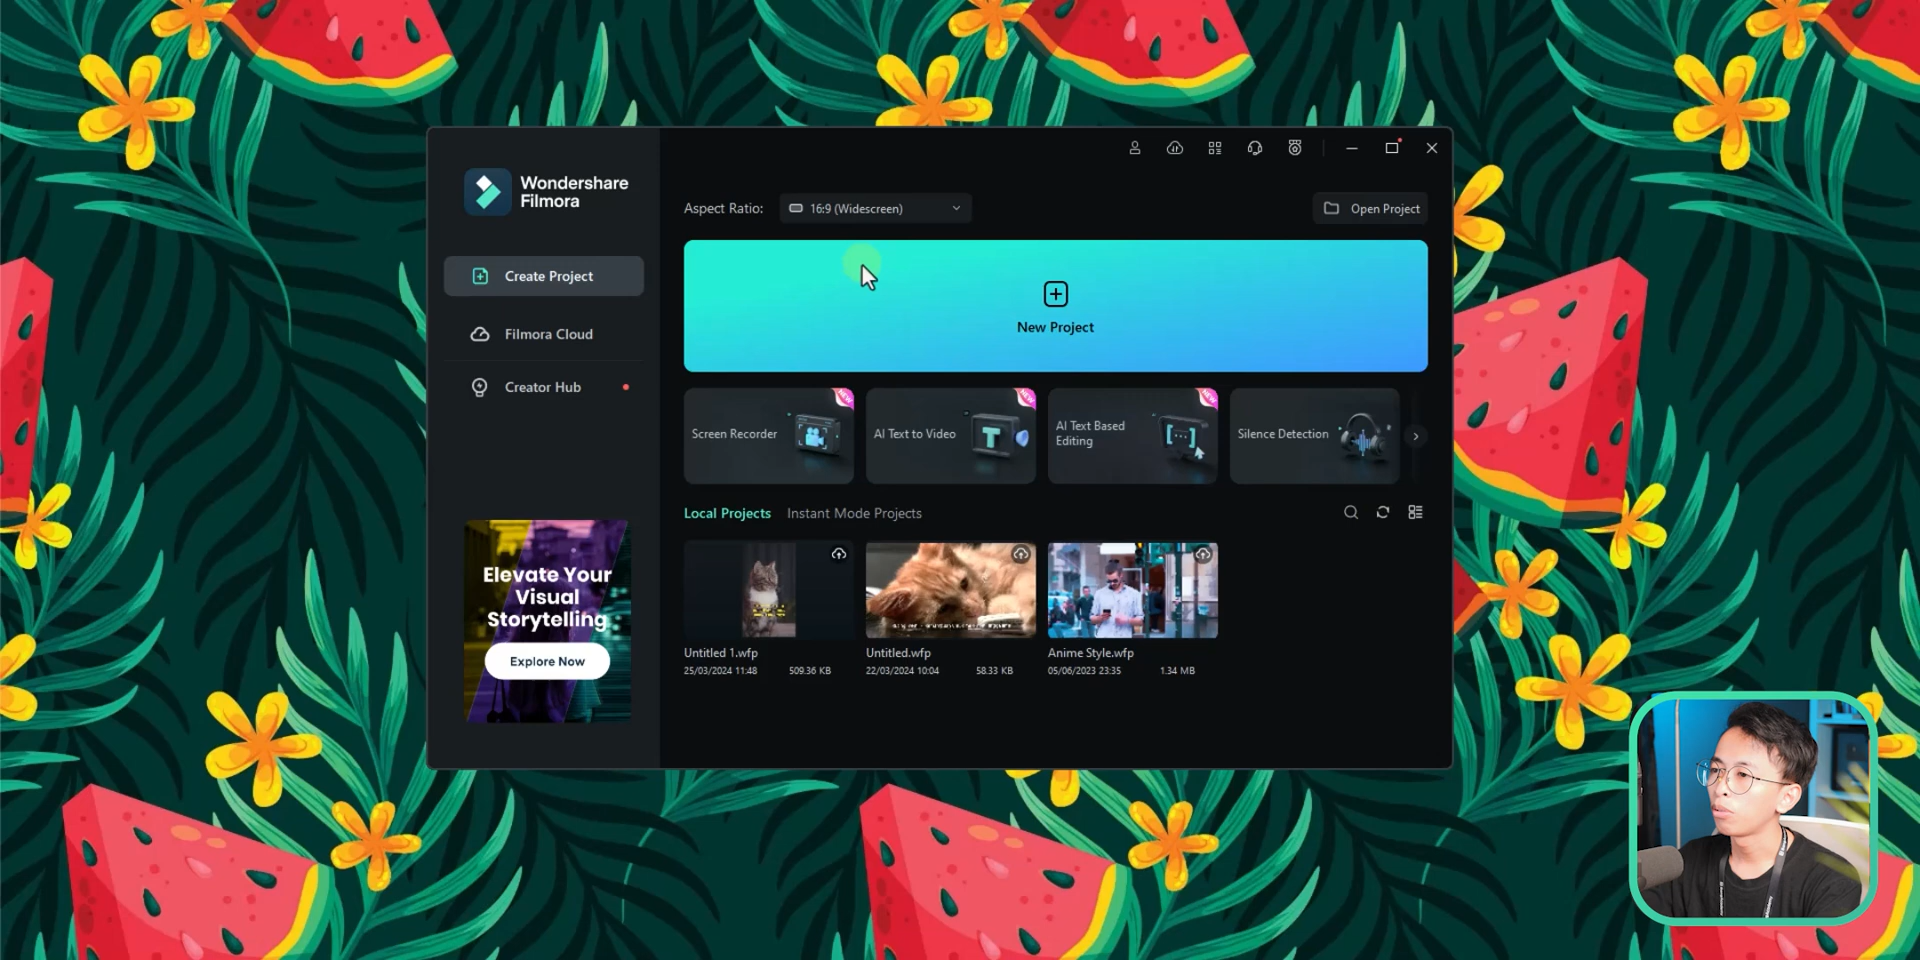 Wondershare
Filmora
Aspect Ratio:
16:9 (Widescreen)
Open Project
Create Project
New Project
Filmora Cloud
Creator Hub
Screen Recorder
NEW
AI Text to Video
NEW
AI Text Based
Editing
NEW
Silence Detection
Local Projects
Instant Mode Projects
Elevate Your
Visual
Storytelling
Explore Now
Untitled 1.wfp
25/03/2024 11:48
509.36 KB
Untitled.wfp
22/03/2024 10:04
58.33 KB
Anime Style.wfp
05/06/2023 23:35
1.34 MB